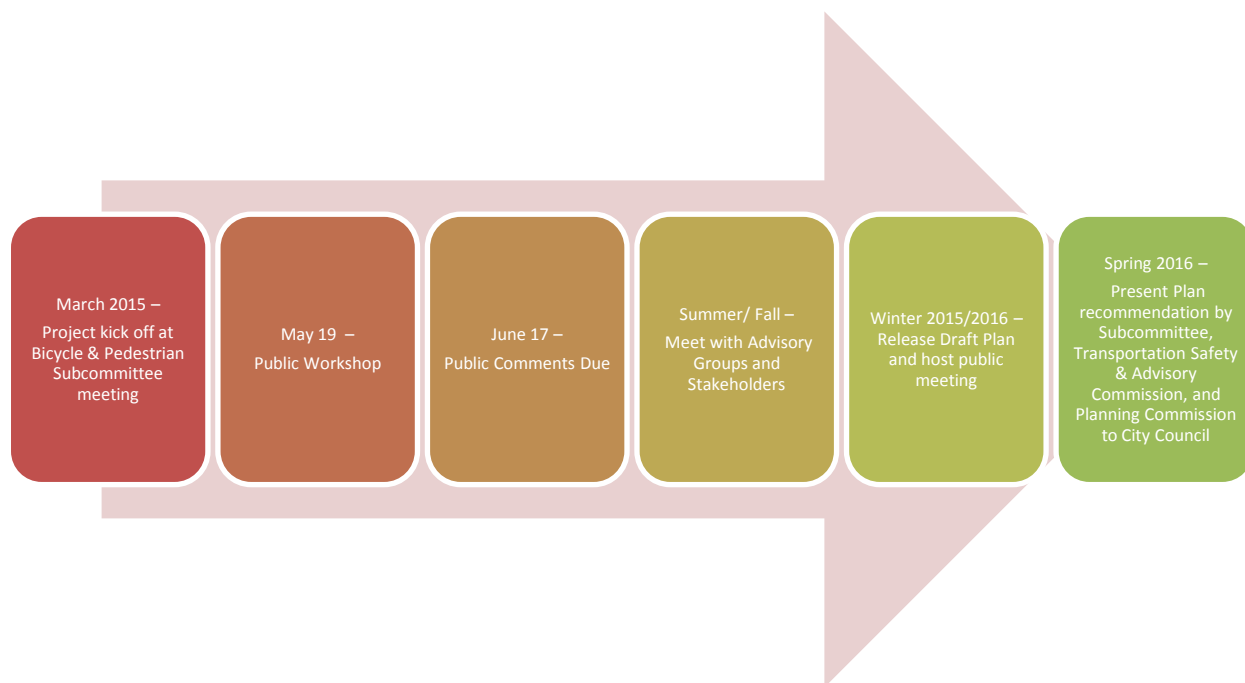 March 2015 –
Project kick off at
Bicycle & Pedestrian
Subcommittee
meeting
May 19  –
Public Workshop
June 17 –
Public Comments Due
Summer/ Fall –
Meet with Advisory
Groups and
Stakeholders
Winter 2015/2016 –
Release Draft Plan
and host public
meeting
Spring 2016 –
Present Plan
recommendation by
Subcommittee,
Transportation Safety
& Advisory
Commission, and
Planning Commission
to City Council